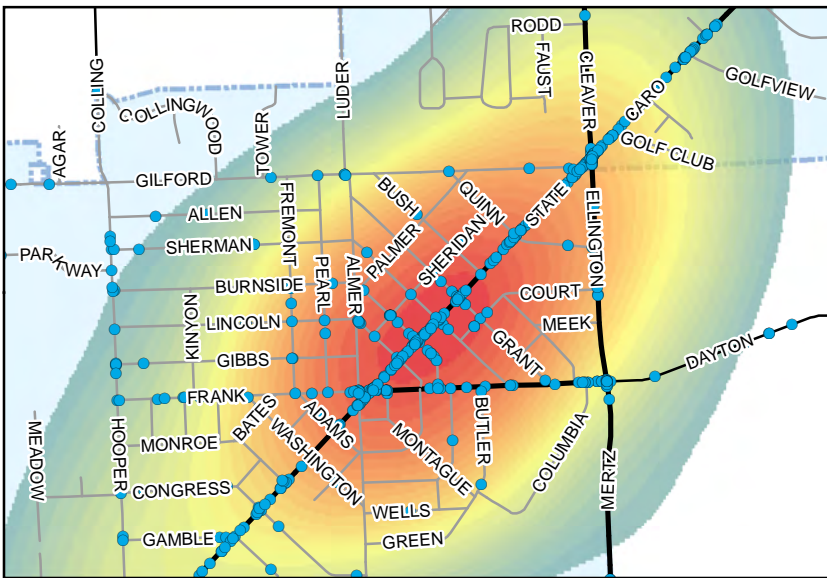 RODD
FAUST
CLEAVER
CARO
GOLFVIEW
COLLING
COLLINGWOOD
LUDER
TOWER
AGAR
GOLF CLUB
GILFORD
BUSH
QUINN
STATE
ELLINGTON
ALLEN
FREMONT
SHERMAN
PALMER
SHERIDAN
PARKWAY
PEARL
ALMER
BURNSIDE
COURT
LINCOLN
MEEK
KINYON
GRANT
GIBBS
DAYTON
FRANK
BATES
ADAMS
BUTLER
MEADOW
HOOPER
MONROE
WASHINGTON
MONTAGUE
COLUMBIA
MERTZ
CONGRESS
WELLS
GAMBLE
GREEN